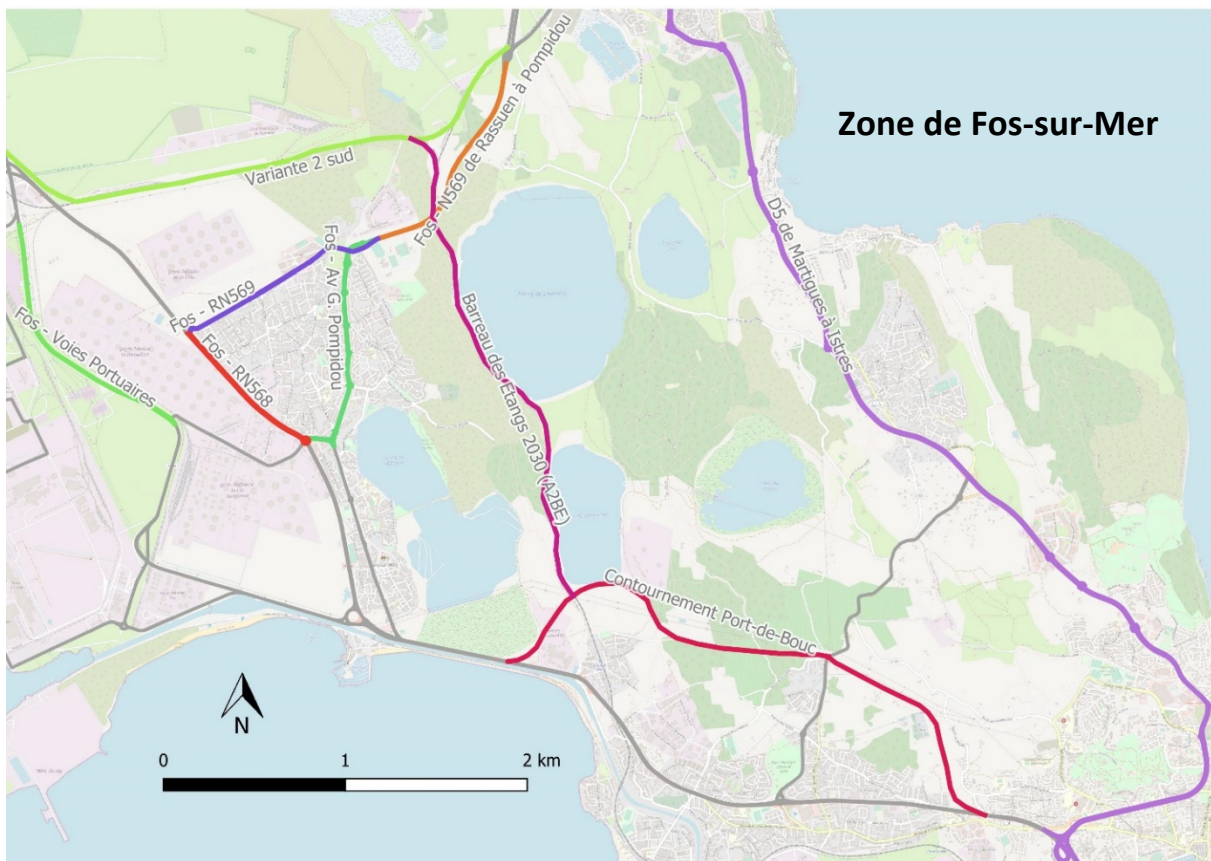 Zone de Fos-sur-Mer
Variante 2 sud
Fos - N569 de Rassuen à Pompidou
D5 de Martigues à Istres
Fos - RN569
Fos - Av G. Pompidou
Fos - RN568
Fos - Voies Portuaires
Barreau des Etangs 2030 (A2BE)
Contournement Port-de-Bouc
N
0 1 2 km